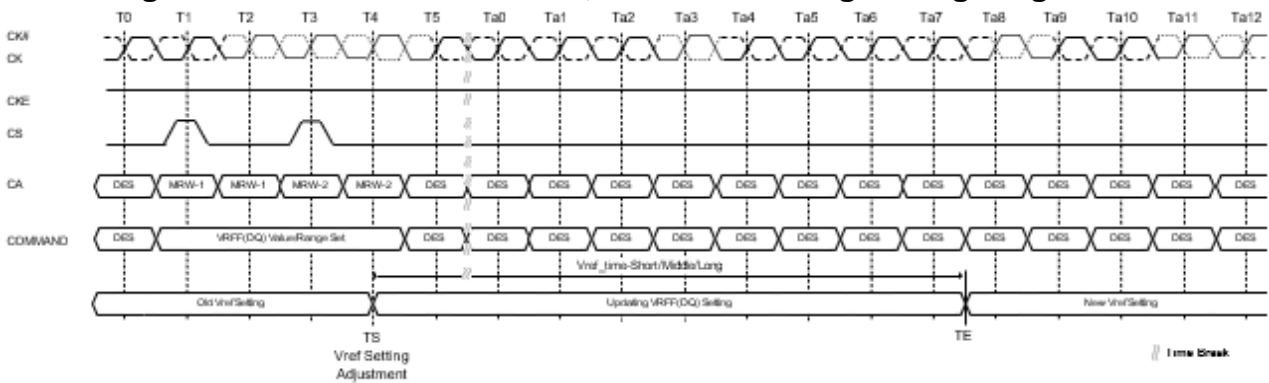 T0 T1 T2 T3 T4 T5 Ta0 Ta1 Ta2 Ta3 Ta4 Ta5 Ta6 Ta7 Ta8 Ta9 Ta10 Ta11 Ta12
CK#
CK
CKE
CS
CA DES MRW-1 MRW-1 MRW-2 MRW-2 DES DES DES DES DES DES DES DES DES DES DES DES DES DES
COMMAND DES VRFF(DQ) Value/Range Set DES DES DES DES DES DES DES DES DES DES DES DES DES DES
Vref_time-Short/Middle/Long
Old Vref Setting Updating VRFF(DQ) Setting New Vref Setting
TS TE
Vref Setting
Adjustment
Time Break